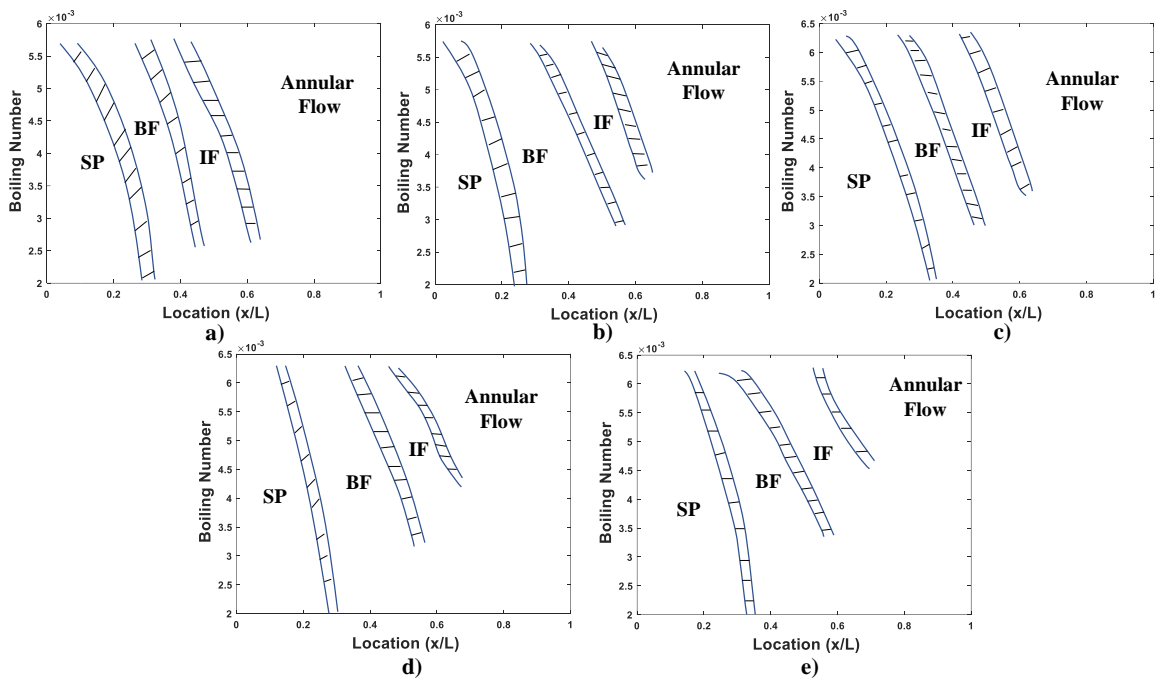 ×10⁻³
6
5.5
5
4.5
4
3.5
3
2.5
2
Boiling Number
SP
BF
IF
Annular
Flow
0
0.2
0.4
0.6
0.8
1
Location (x/L)
a)
×10⁻³
6
5.5
5
4.5
4
3.5
3
2.5
2
Boiling Number
SP
BF
IF
Annular
Flow
0
0.2
0.4
0.6
0.8
1
Location (x/L)
b)
×10⁻³
6.5
6
5.5
5
4.5
4
3.5
3
2.5
2
Boiling Number
SP
BF
IF
Annular
Flow
0
0.2
0.4
0.6
0.8
1
Location (x/L)
c)
×10⁻³
6.5
6
5.5
5
4.5
4
3.5
3
2.5
2
Boiling Number
SP
BF
IF
Annular
Flow
0
0.2
0.4
0.6
0.8
1
Location (x/L)
d)
×10⁻³
6.5
6
5.5
5
4.5
4
3.5
3
2.5
2
Boiling Number
SP
BF
IF
Annular
Flow
0
0.2
0.4
0.6
0.8
1
Location (x/L)
e)